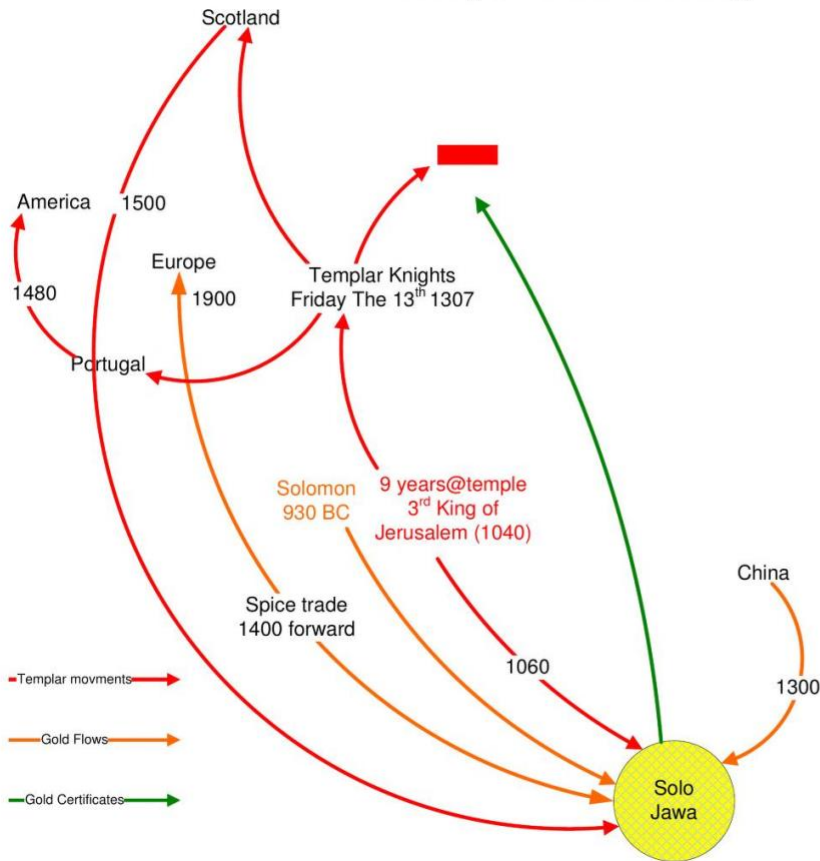 Scotland
America
1500
Europe
1480
1900
Templar Knights
Friday The 13th 1307
Portugal
Solomon
930 BC
9 years@temple
3rd King of
Jerusalem (1040)
China
Spice trade
1400 forward
1060
Templar movments
1300
Gold Flows
Gold Certificates
Solo
Jawa